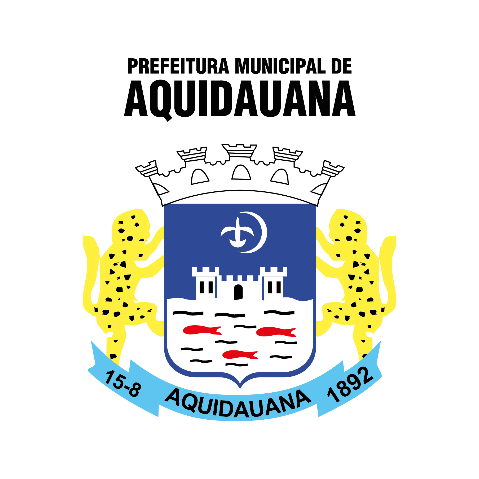 PREFEITURA MUNICIPAL DE
AQUIDAUANA
15-8 AQUIDAUANA 1892